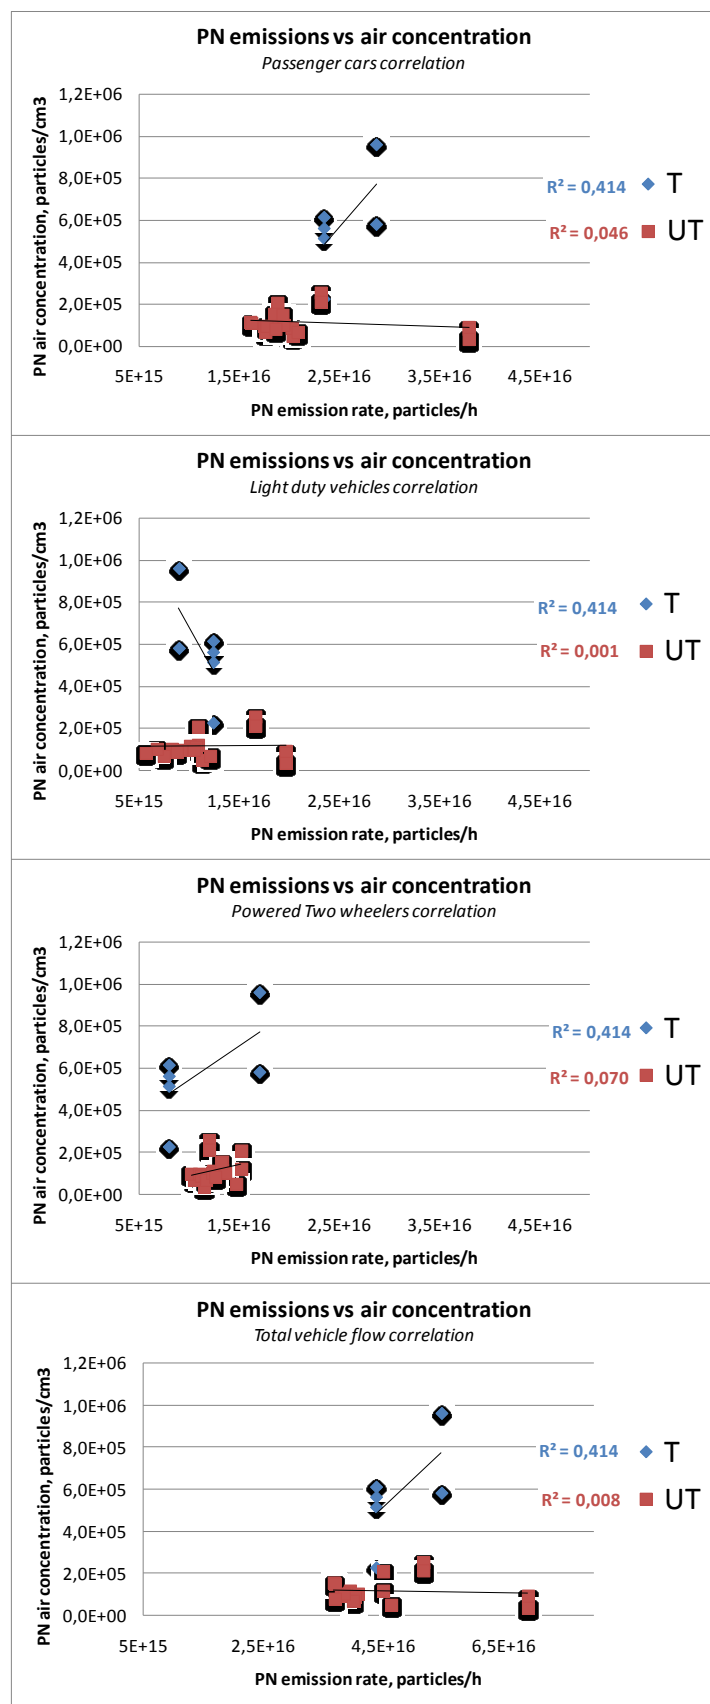 PN emissions vs air concentration
Passenger cars correlation
1,2E+06
1,0E+06
8,0E+05
6,0E+05
4,0E+05
2,0E+05
0,0E+00
PN air concentration, particles/cm3
R² = 0,414 T
R² = 0,046 UT
5E+15 1,5E+16 2,5E+16 3,5E+16 4,5E+16
PN emission rate, particles/h
PN emissions vs air concentration
Light duty vehicles correlation
1,2E+06
1,0E+06
8,0E+05
6,0E+05
4,0E+05
2,0E+05
0,0E+00
PN air concentration, particles/cm3
R² = 0,414 T
R² = 0,001 UT
5E+15 1,5E+16 2,5E+16 3,5E+16 4,5E+16
PN emission rate, particles/h
PN emissions vs air concentration
Powered Two wheelers correlation
1,2E+06
1,0E+06
8,0E+05
6,0E+05
4,0E+05
2,0E+05
0,0E+00
PN air concentration, particles/cm3
R² = 0,414 T
R² = 0,070 UT
5E+15 1,5E+16 2,5E+16 3,5E+16 4,5E+16
PN emission rate, particles/h
PN emissions vs air concentration
Total vehicle flow correlation
1,2E+06
1,0E+06
8,0E+05
6,0E+05
4,0E+05
2,0E+05
0,0E+00
PN air concentration, particles/cm3
R² = 0,414 T
R² = 0,008 UT
5E+15 2,5E+16 4,5E+16 6,5E+16
PN emission rate, particles/h